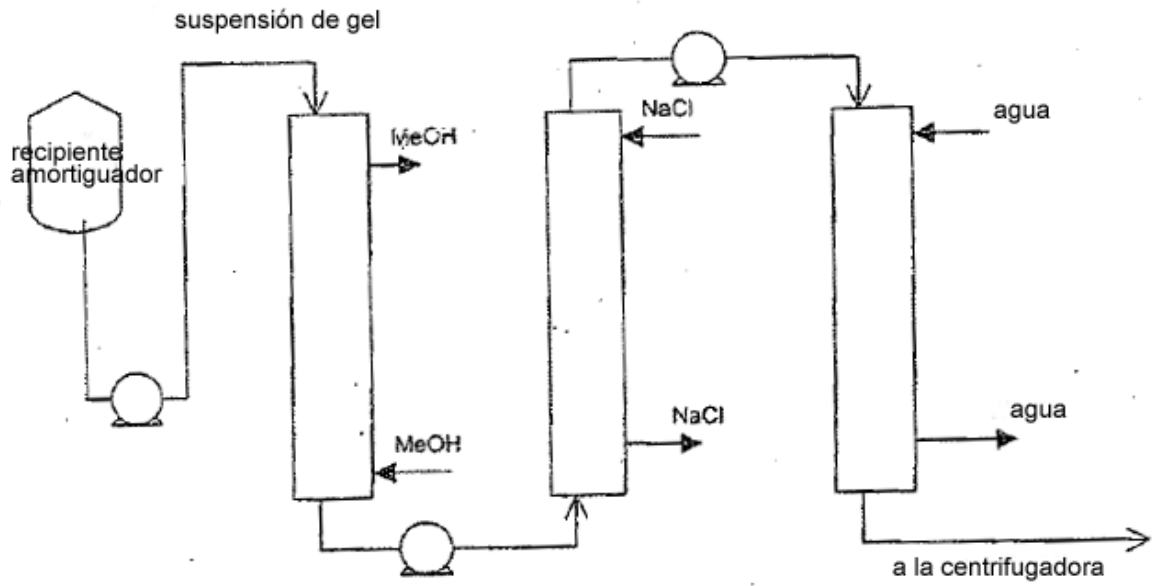 suspensión de gel
recipiente
amortiguador
MeOH
MeOH
NaCl
NaCl
agua
agua
a la centrifugadora